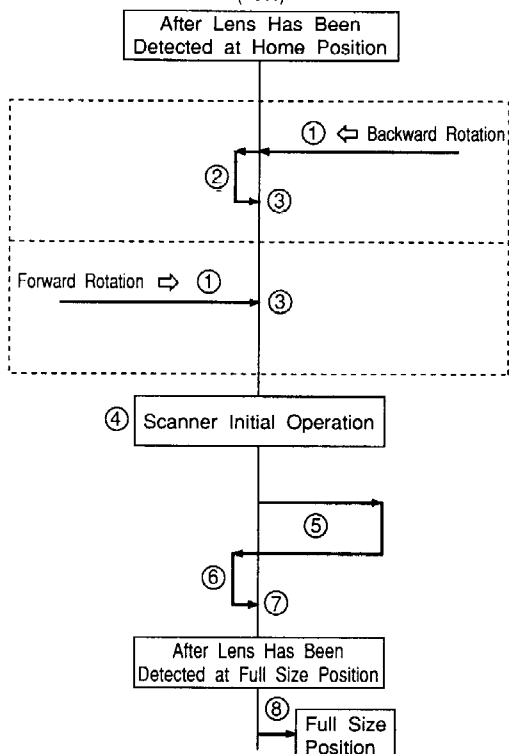 After Lens Has Been
Detected at Home Position
① ⇦ Backward Rotation
②
③
Forward Rotation ⇨ ①
③
④ Scanner Initial Operation
⑤
⑥
⑦
After Lens Has Been
Detected at Full Size Position
⑧
Full Size
Position